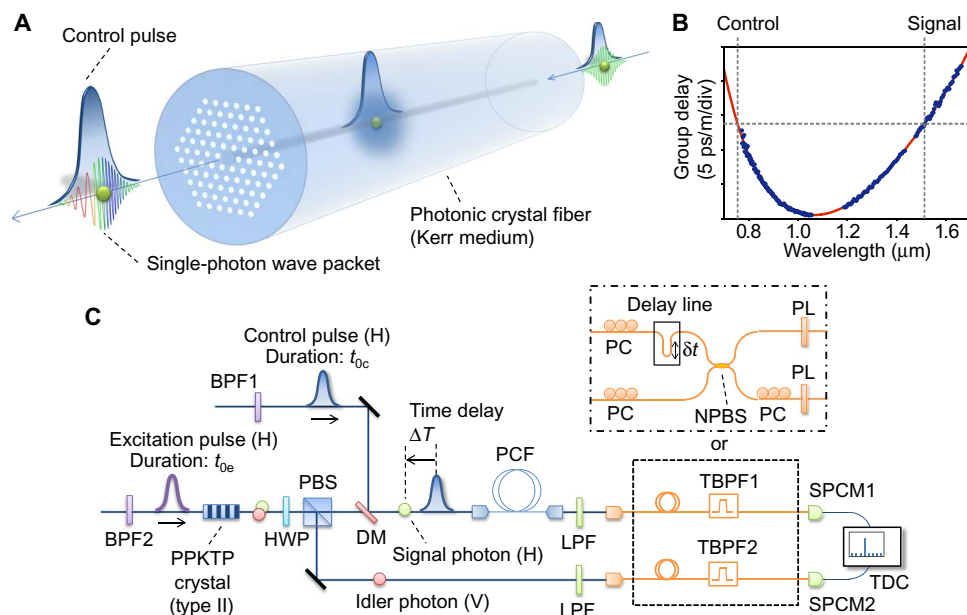 A
Control pulse
Photonic crystal fiber
(Kerr medium)
Single-photon wave packet
B
Control
Signal
Group delay
(5 ps/m/div)
0.8
1.0
1.2
1.4
1.6
Wavelength (μm)
C
Control pulse (H)
Duration: t0c
BPF1
Excitation pulse (H)
Duration: t0e
BPF2
PPKTP
crystal
(type II)
HWP
PBS
DM
Time delay
ΔT
Signal photon (H)
Idler photon (V)
PCF
LPF
LPF
Delay line
PC
δt
PL
PC
NPBS
PC
PL
or
TBPF1
TBPF2
SPCM1
TDC
SPCM2